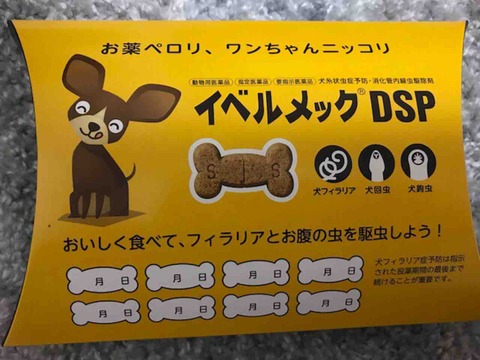 お薬ペロリ、ワンちゃんニッコリ
動物用医薬品 指定医薬品 要指示医薬品 犬糸状虫症予防・消化管内線虫駆除剤
イベルメック® DSP
S I S
犬フィラリア 犬回虫 犬鉤虫
おいしく食べて、フィラリアとお腹の虫を駆虫しよう!
月 日 月 日 月 日 月 日
月 日 月 日 月 日 月 日
犬フィラリア症予防は指示
された投薬期間の最後まで
続けることが重要です。